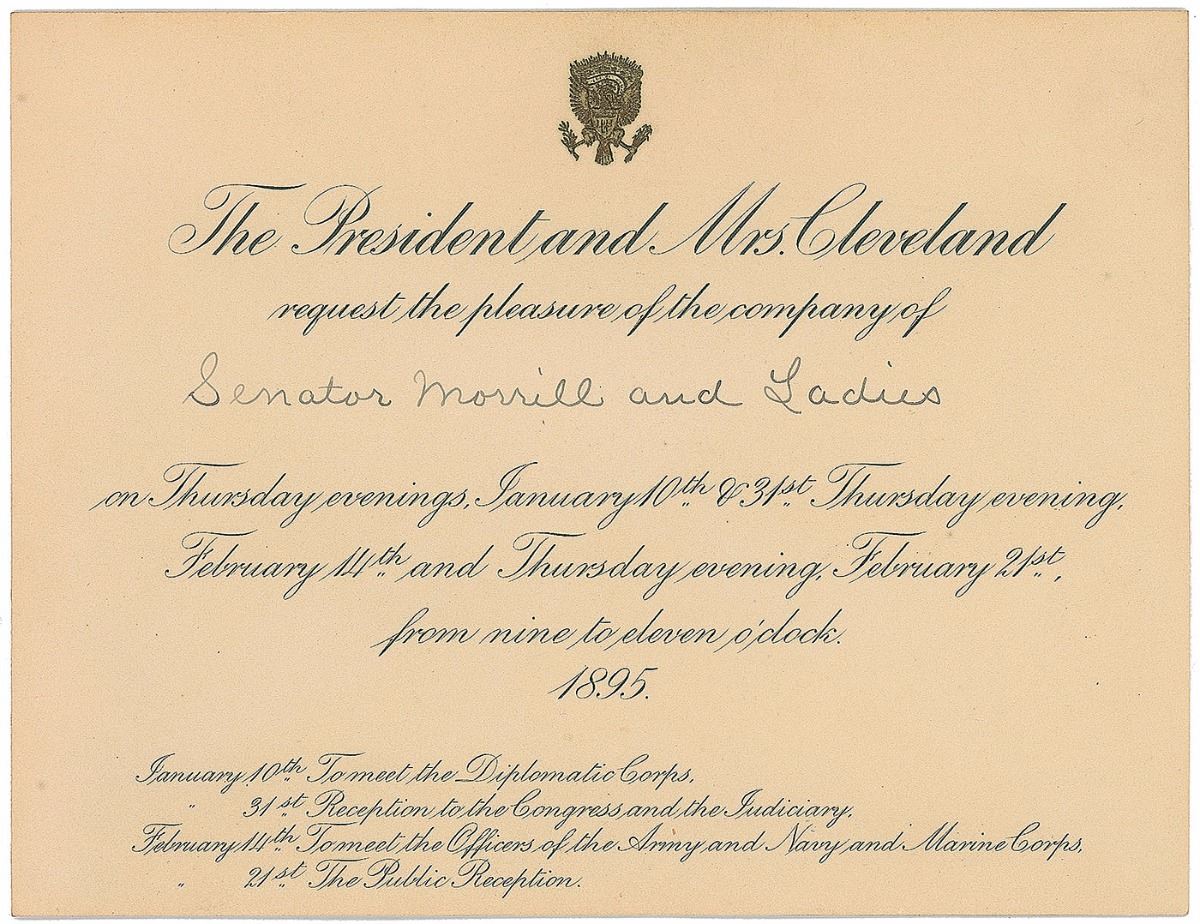 The President and Mrs. Cleveland
request the pleasure of the company of
Senator Morrill and Ladies
on Thursday evenings, January 10th & 31st Thursday evening,
February 14th and Thursday evening, February 21st,
from nine to eleven o'clock.
1895.
January 10th To meet the Diplomatic Corps,
" 31st Reception to the Congress and the Judiciary,
February 14th To meet the Officers of the Army and Navy and Marine Corps,
" 21st The Public Reception.